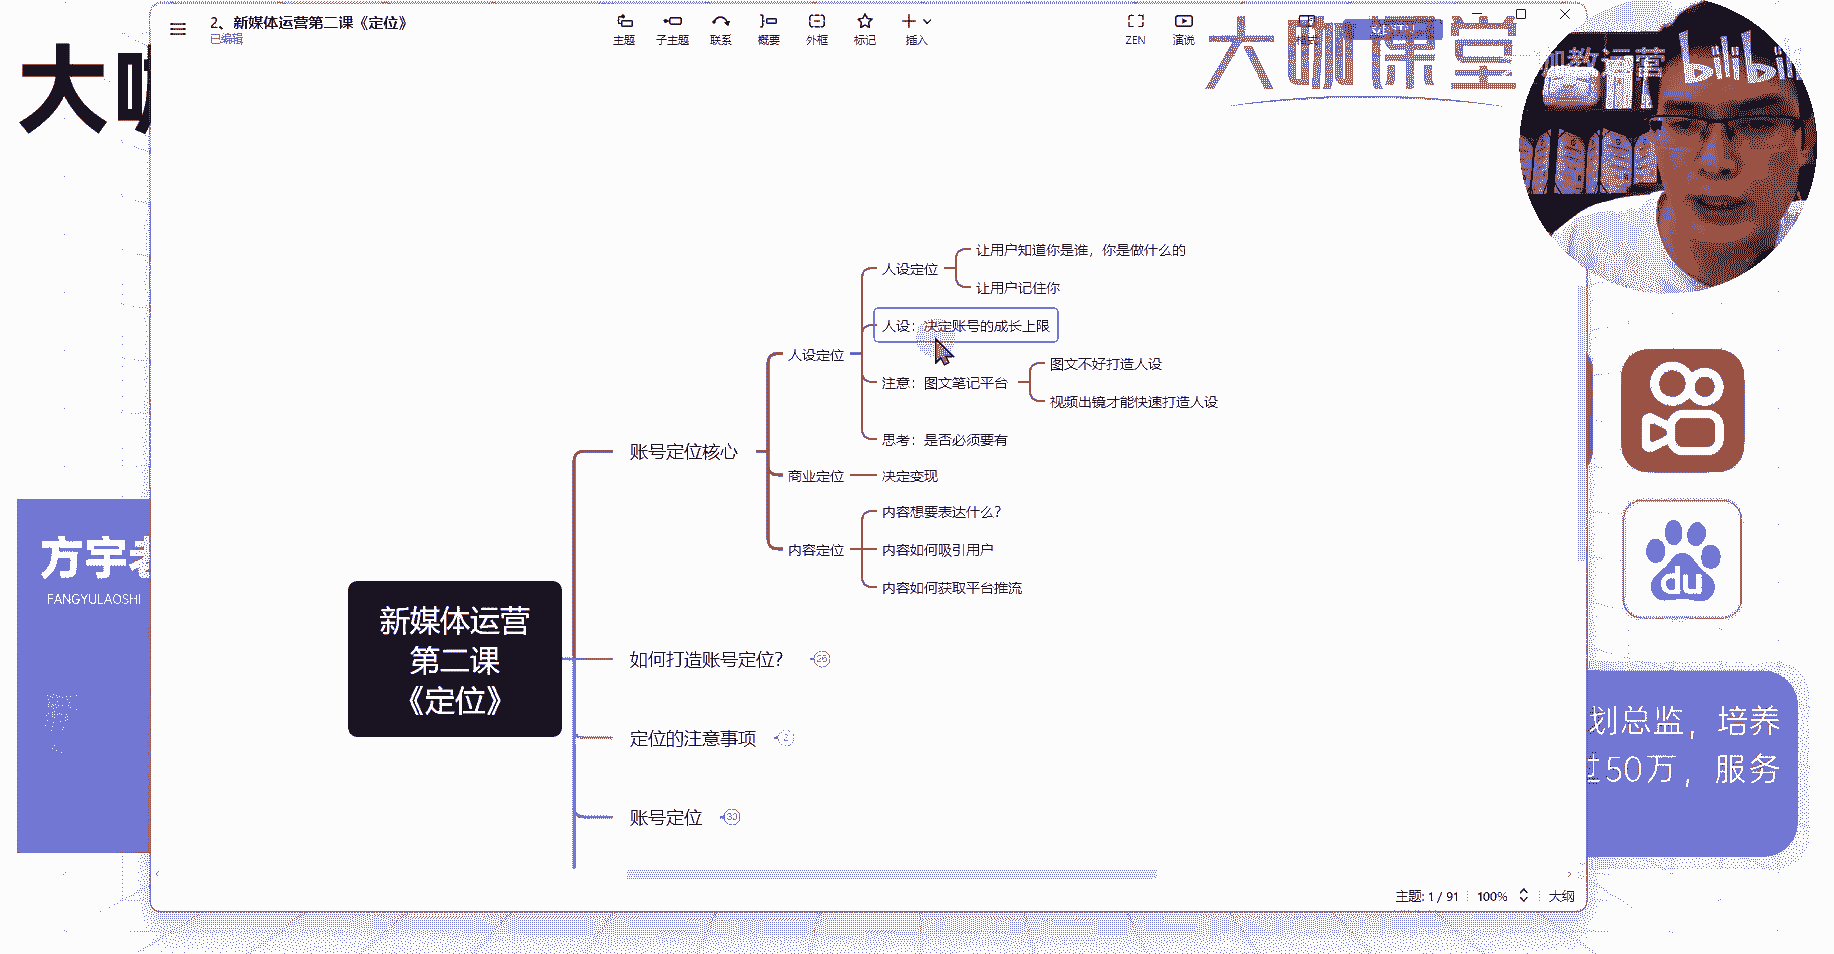 2、新媒体运营第二课《定位》
已编辑
主题
子主题
联系
概要
外框
标记
插入
ZEN
演说
大咖课堂
咖教运营
bilibili
大咖
让用户知道你是谁，你是做什么的
人设定位
让用户记住你
人设：决定账号的成长上限
人设定位
图文不好打造人设
注意：图文笔记平台
视频出镜才能快速打造人设
思考：是否必须要有
账号定位核心
商业定位
决定变现
内容想要表达什么？
内容定位
内容如何吸引用户
内容如何获取平台推流
新媒体运营
第二课
《定位》
如何打造账号定位？
定位的注意事项
2
账号定位
30
方宇老
FANGYULAOSHI
du
划总监，培养
过50万，服务
主题: 1 / 91
100%
大纲